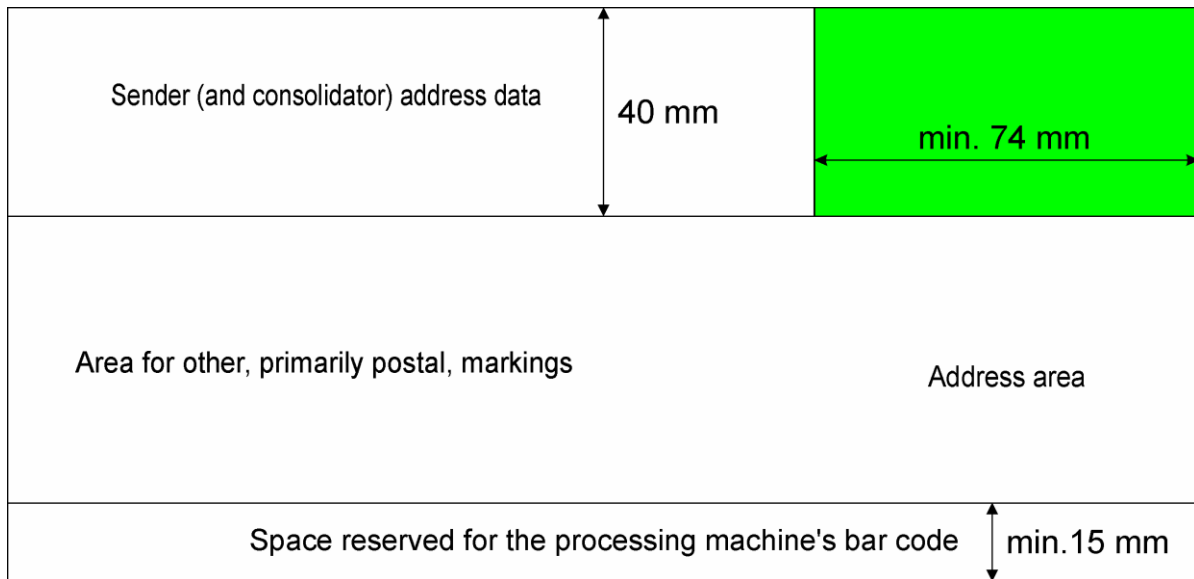 Sender (and consolidator) address data
40 mm
min. 74 mm
Area for other, primarily postal, markings
Address area
Space reserved for the processing machine's bar code
min.15 mm